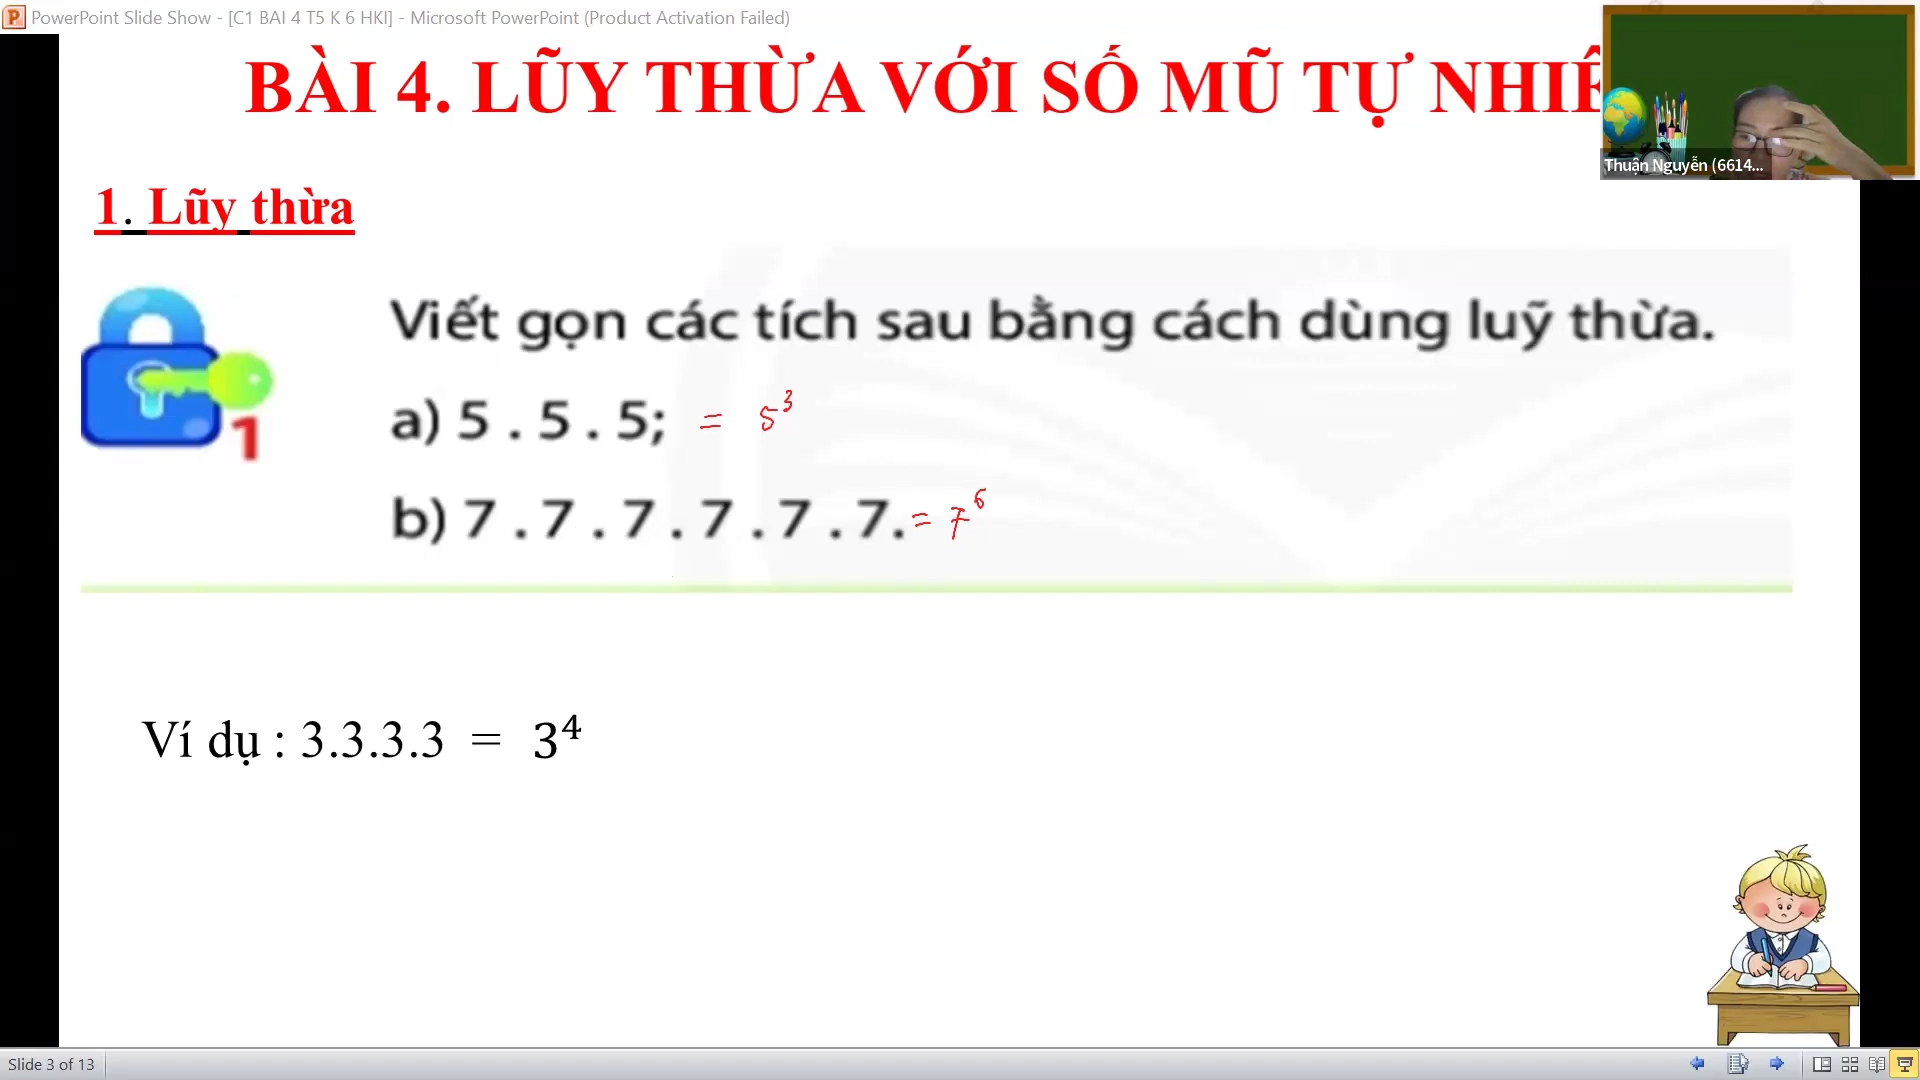 PowerPoint Slide Show - [C1 BAI 4 T5 K 6 HKI] - Microsoft PowerPoint (Product Activation Failed)
BÀI 4. LŨY THỪA VỚI SỐ MŨ TỰ
Thuận Nguyễn (6614...
1. Lũy thừa
1
Viết gọn các tích sau bằng cách dùng luỹ thừa.
a) 5 . 5 . 5; = 5³
b) 7 . 7 . 7 . 7 . 7 . 7. = 7⁶
Ví dụ : 3.3.3.3 = 3⁴
Slide 3 of 13